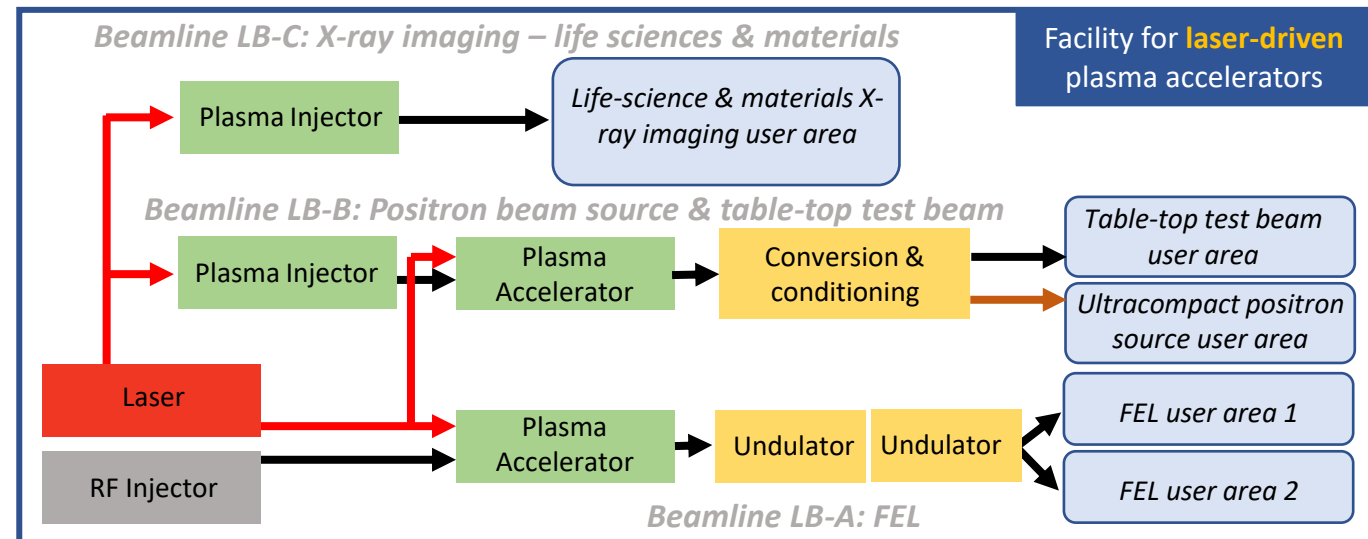 Beamline LB-C: X-ray imaging – life sciences & materials
Facility for laser-driven
plasma accelerators
Plasma Injector
Life-science & materials X-
ray imaging user area
Beamline LB-B: Positron beam source & table-top test beam
Plasma Injector
Plasma
Accelerator
Conversion &
conditioning
Table-top test beam
user area
Ultracompact positron
source user area
Laser
RF Injector
Plasma
Accelerator
Undulator
Undulator
FEL user area 1
FEL user area 2
Beamline LB-A: FEL